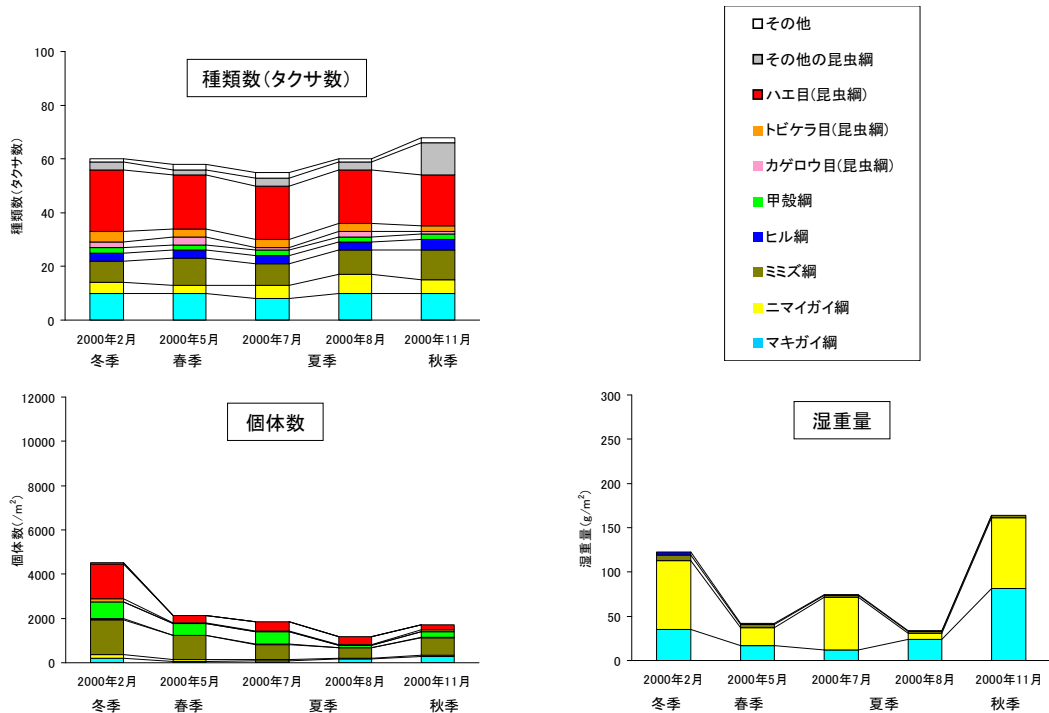 種類数(タクサ数)
種類数(タクサ数)
100
80
60
40
20
0
2000年2月 2000年5月 2000年7月 2000年8月 2000年11月
冬季 春季 夏季 秋季
その他
その他の昆虫綱
ハエ目(昆虫綱)
トビケラ目(昆虫綱)
カゲロウ目(昆虫綱)
甲殻綱
ヒル綱
ミミズ綱
ニマイガイ綱
マキガイ綱
個体数
個体数(/m²)
12000
10000
8000
6000
4000
2000
0
2000年2月 2000年5月 2000年7月 2000年8月 2000年11月
冬季 春季 夏季 秋季
湿重量
湿重量(g/m²)
300
250
200
150
100
50
0
2000年2月 2000年5月 2000年7月 2000年8月 2000年11月
冬季 春季 夏季 秋季